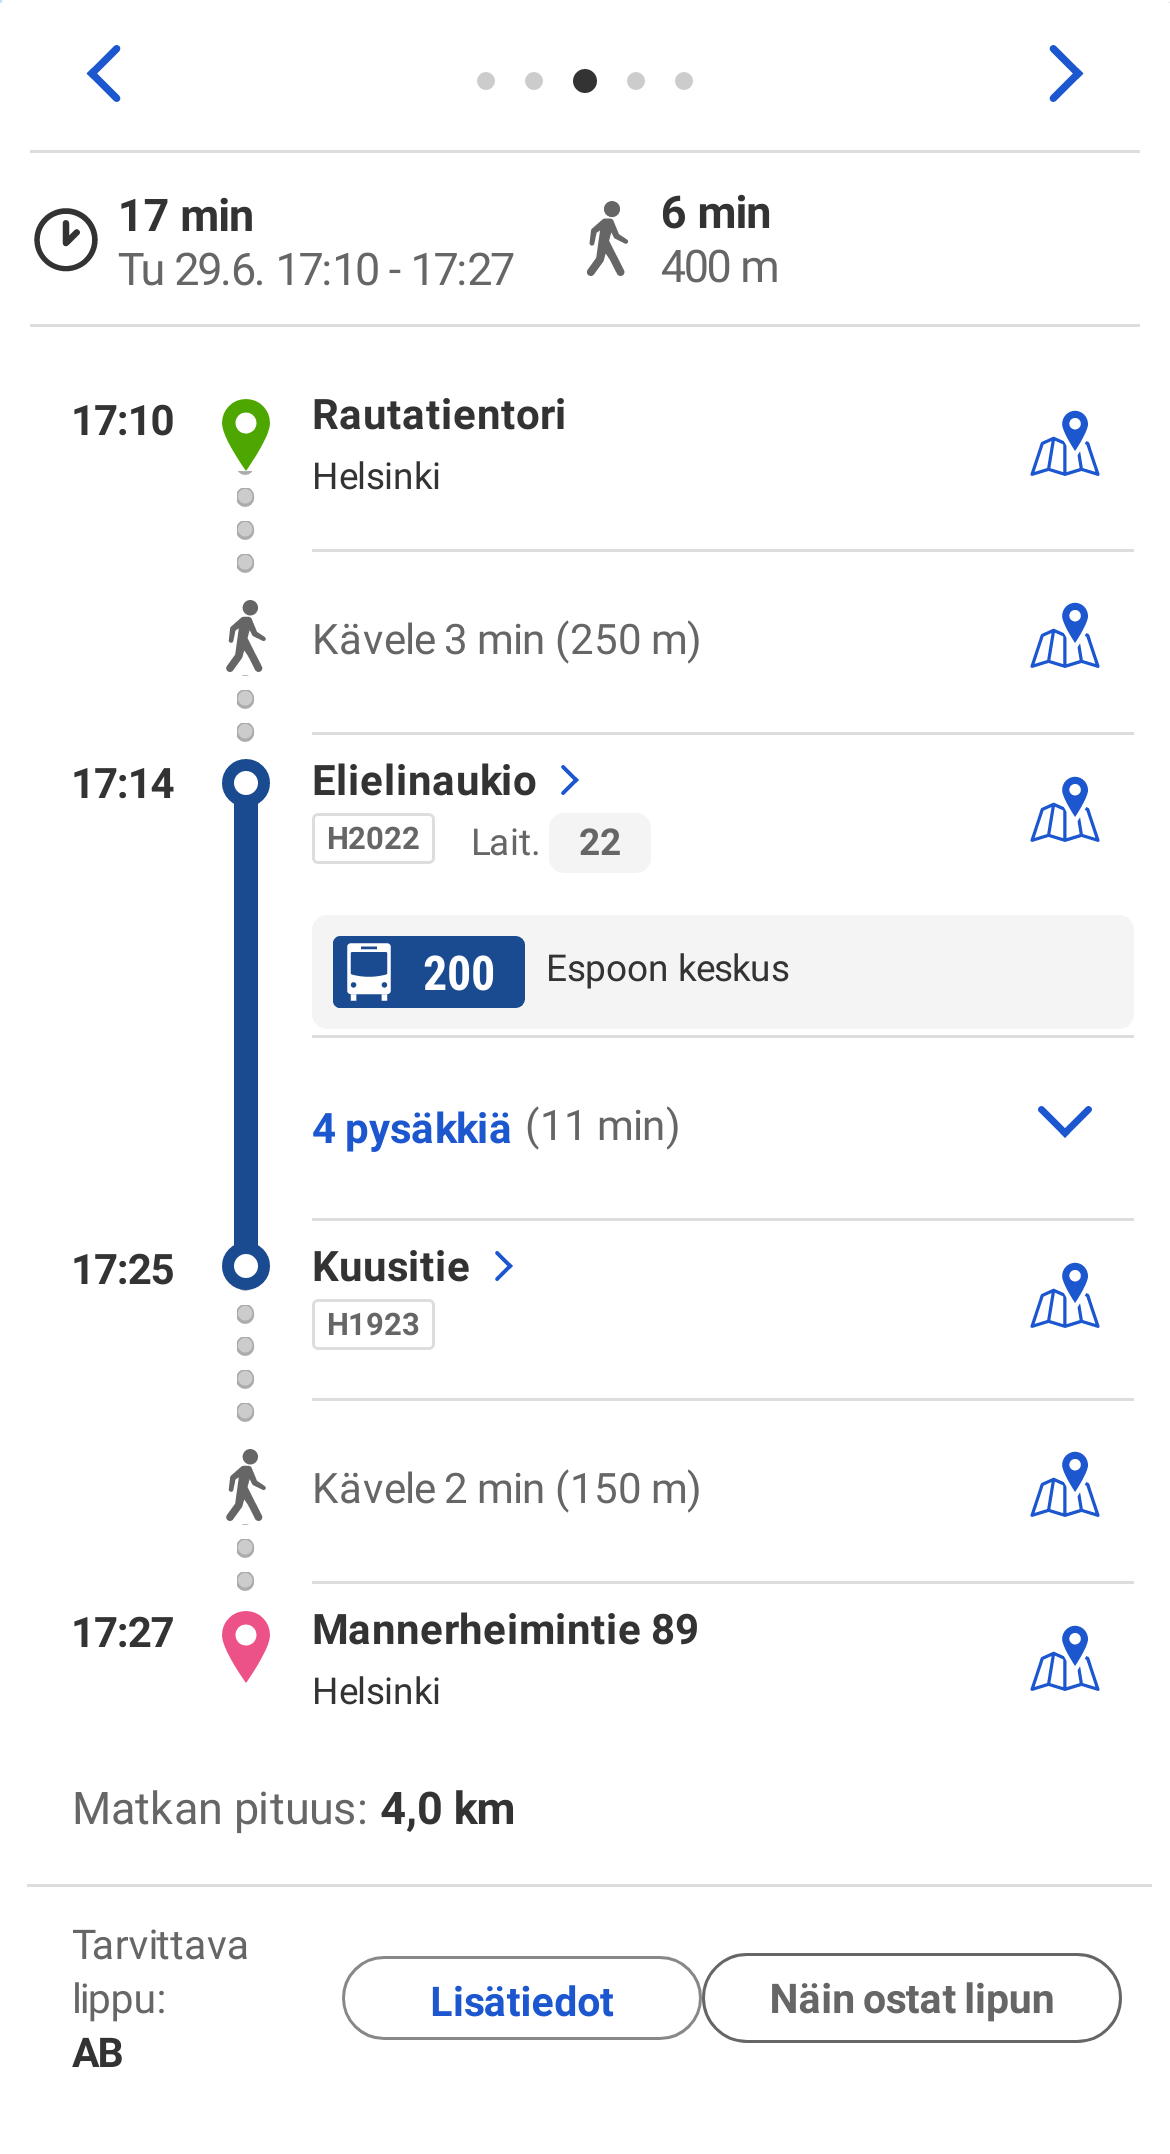 17 min
Tu 29.6. 17:10 - 17:27
6 min
400 m
17:10
Rautatientori
Helsinki
Kävele 3 min (250 m)
17:14
Elielinaukio
H2022 Lait. 22
200 Espoon keskus
4 pysäkkiä (11 min)
17:25
Kuusitie
H1923
Kävele 2 min (150 m)
17:27
Mannerheimintie 89
Helsinki
Matkan pituus: 4,0 km
Tarvittava
lippu:
AB
Lisätiedot
Näin ostat lipun